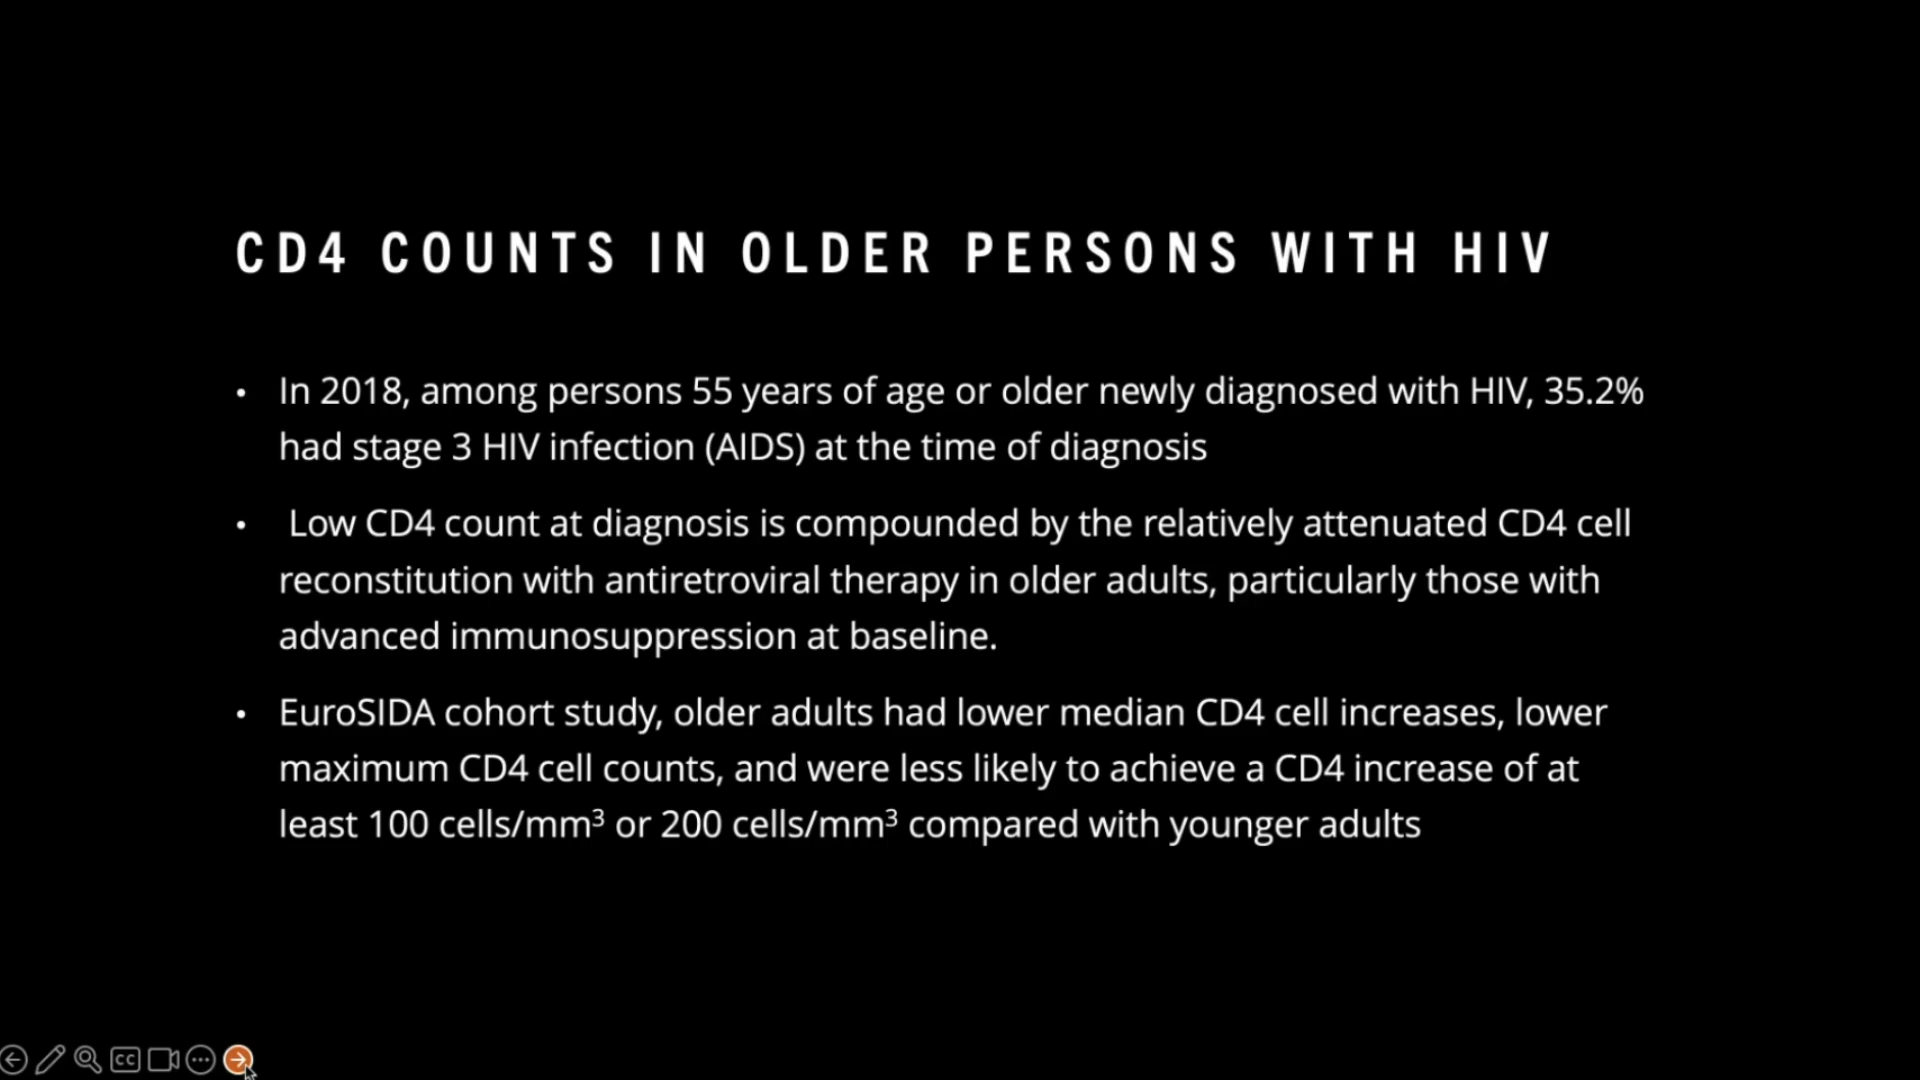 CD4 COUNTS IN OLDER PERSONS WITH HIV
• In 2018, among persons 55 years of age or older newly diagnosed with HIV, 35.2%
had stage 3 HIV infection (AIDS) at the time of diagnosis
• Low CD4 count at diagnosis is compounded by the relatively attenuated CD4 cell
reconstitution with antiretroviral therapy in older adults, particularly those with
advanced immunosuppression at baseline.
• EuroSIDA cohort study, older adults had lower median CD4 cell increases, lower
maximum CD4 cell counts, and were less likely to achieve a CD4 increase of at
least 100 cells/mm³ or 200 cells/mm³ compared with younger adults
CC